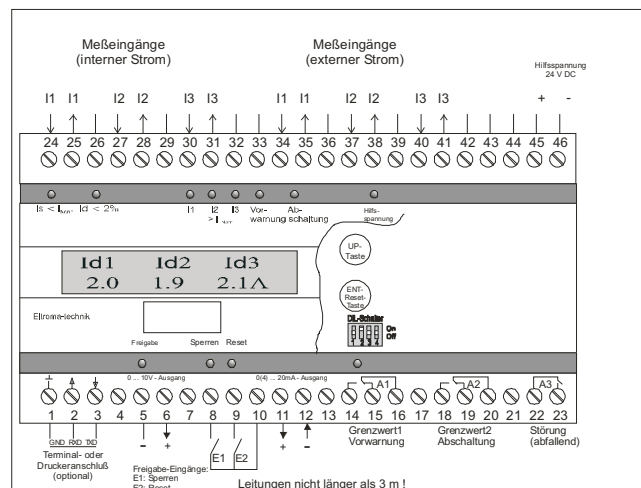 Meßeingänge Meßeingänge
(interner Strom) (externer Strom)
Hilfsspannung
24 V DC
I1 I1 I2 I2 I3 I3 I1 I1 I2 I2 I3 I3 + -
24 25 26 27 28 29 30 31 32 33 34 35 36 37 38 39 40 41 42 43 44 45 46
Id < 2% I1 I2 I3 Vor- Ab- Hilfs-
warnung schaltung spannung
UP-
Taste
Id1 Id2 Id3
2.0 1.9 2.1A
ENT-
Reset-
Taste
DIL-Schalter
On
Off
1 2 3 4
Eltroma-technik
Freigabe Sperren Reset
0 ... 10V - Ausgang 0(4) ... 20mA - Ausgang
A1 A2 A3
1 2 3 4 5 6 7 8 9 10 11 12 13 14 15 16 17 18 19 20 21 22 23
GND RXD TXD - + E1 E2 + -
Grenzwert1 Grenzwert2 Störung
Vorwarnung Abschaltung (abfallend)
Terminal- oder
Druckeranschluß
(optional)
Freigabe-Eingänge:
E1: Sperren
E2: Reset
Leitungen nicht länger als 3 m !